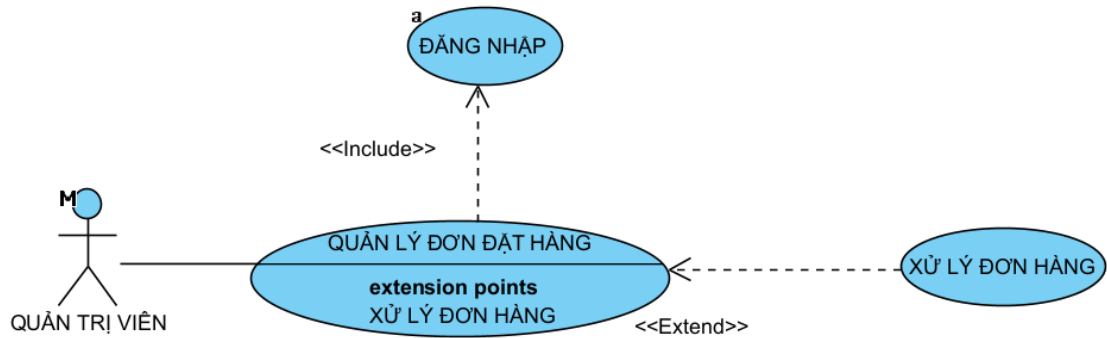 a
ĐĂNG NHẬP
<<Include>>
M
QUẢN LÝ ĐƠN ĐẶT HÀNG
extension points
XỬ LÝ ĐƠN HÀNG
XỬ LÝ ĐƠN HÀNG
QUẢN TRỊ VIÊN
<<Extend>>